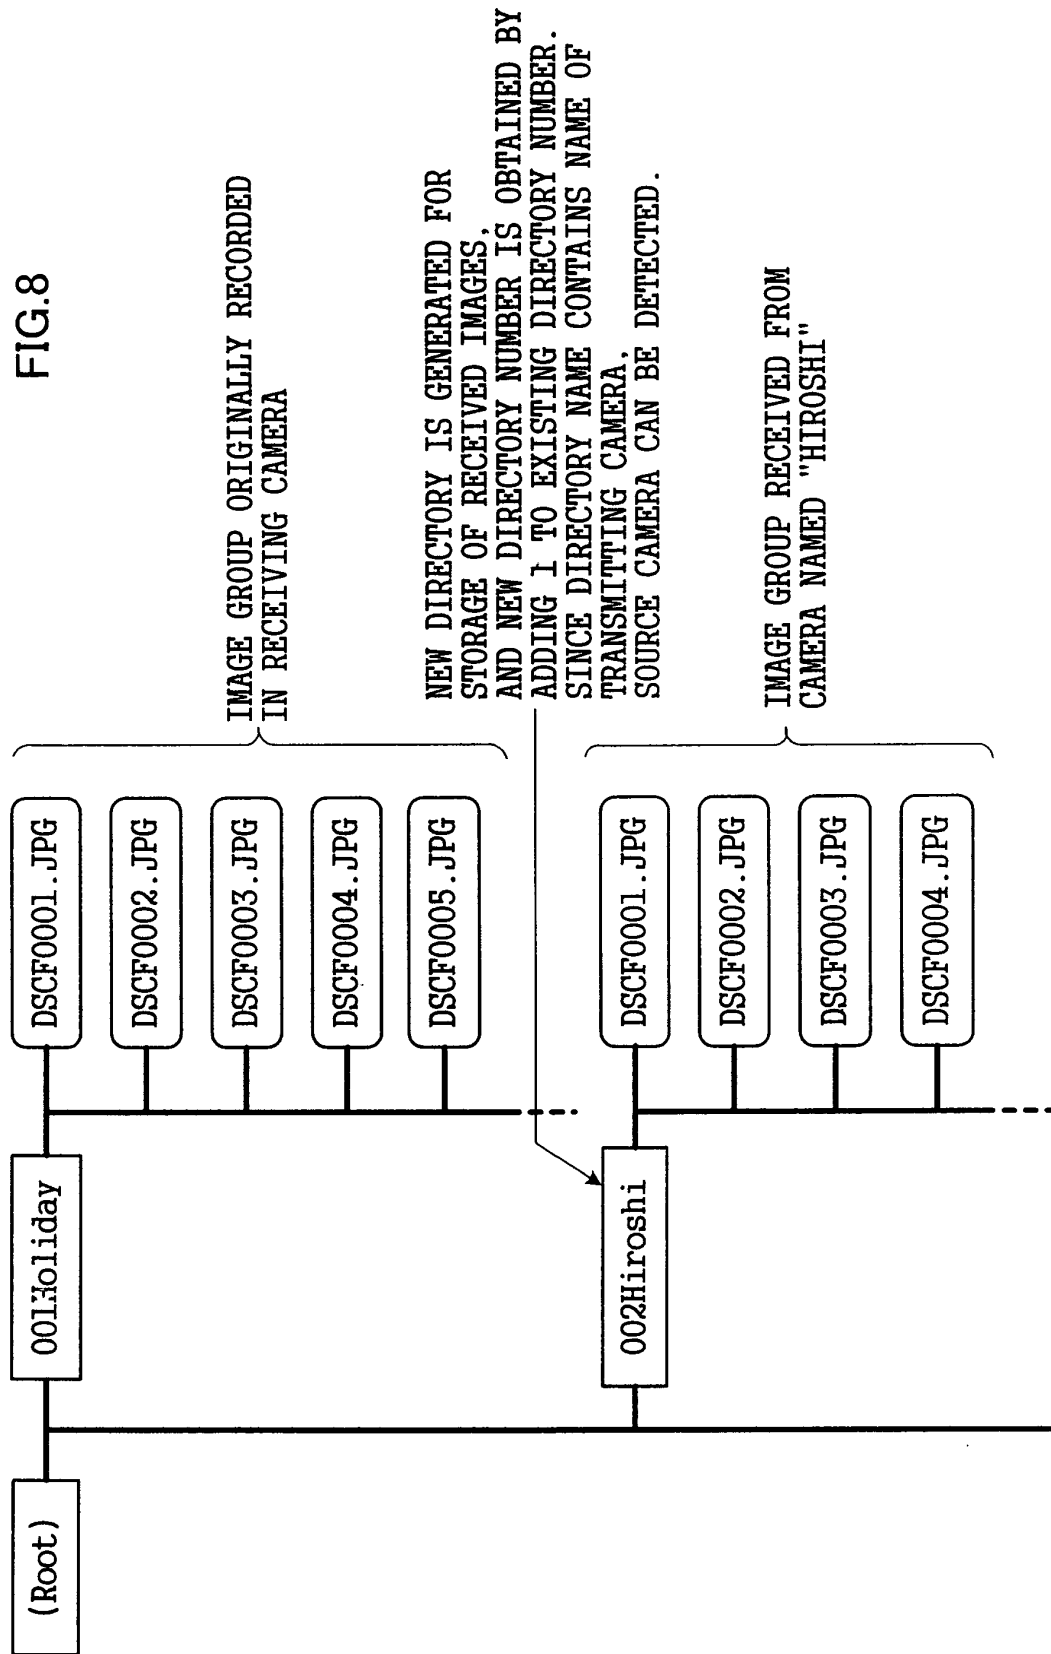 FIG.8
(Root)
001Holiday
DSCF0001.JPG
DSCF0002.JPG
DSCF0003.JPG
DSCF0004.JPG
DSCF0005.JPG
IMAGE GROUP ORIGINALLY RECORDED
IN RECEIVING CAMERA
NEW DIRECTORY IS GENERATED FOR
STORAGE OF RECEIVED IMAGES,
AND NEW DIRECTORY NUMBER IS OBTAINED BY
ADDING 1 TO EXISTING DIRECTORY NUMBER.
SINCE DIRECTORY NAME CONTAINS NAME OF
TRANSMITTING CAMERA,
SOURCE CAMERA CAN BE DETECTED.
002Hiroshi
DSCF0001.JPG
DSCF0002.JPG
DSCF0003.JPG
DSCF0004.JPG
IMAGE GROUP RECEIVED FROM
CAMERA NAMED "HIROSHI"